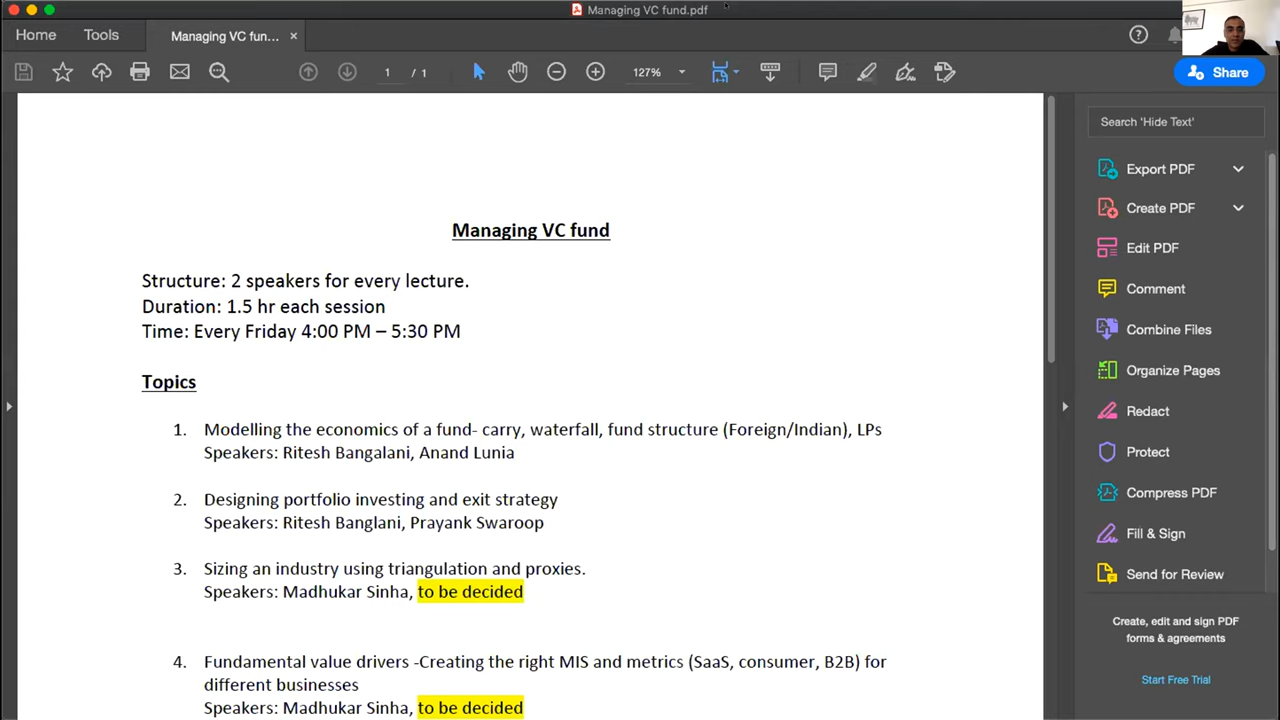 Managing VC fund.pdf
Home
Tools
Managing VC fun...
×
1 / 1
127%
Share
Search 'Hide Text'
Export PDF
Create PDF
Edit PDF
Comment
Combine Files
Organize Pages
Redact
Protect
Compress PDF
Fill & Sign
Send for Review
Create, edit and sign PDF
forms & agreements
Start Free Trial
Managing VC fund
Structure: 2 speakers for every lecture.
Duration: 1.5 hr each session
Time: Every Friday 4:00 PM – 5:30 PM
Topics
1. Modelling the economics of a fund- carry, waterfall, fund structure (Foreign/Indian), LPs
Speakers: Ritesh Bangalani, Anand Lunia
2. Designing portfolio investing and exit strategy
Speakers: Ritesh Banglani, Prayank Swaroop
3. Sizing an industry using triangulation and proxies.
Speakers: Madhukar Sinha, to be decided
4. Fundamental value drivers -Creating the right MIS and metrics (SaaS, consumer, B2B) for
different businesses
Speakers: Madhukar Sinha, to be decided